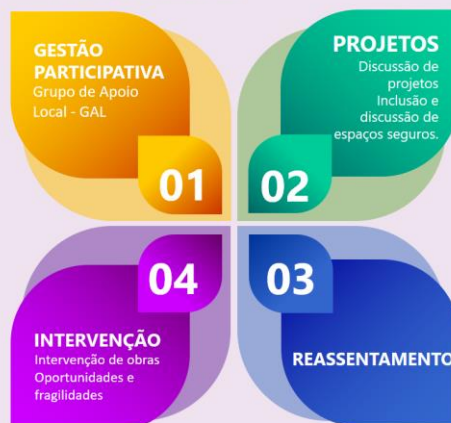 GESTÃO
PARTICIPATIVA
Grupo de Apoio
Local - GAL
01
PROJETOS
Discussão de
projetos
Inclusão e
discussão de
espaços seguros.
02
03
REASSENTAMENTO
04
INTERVENÇÃO
Intervenção de obras
Oportunidades e
fragilidades